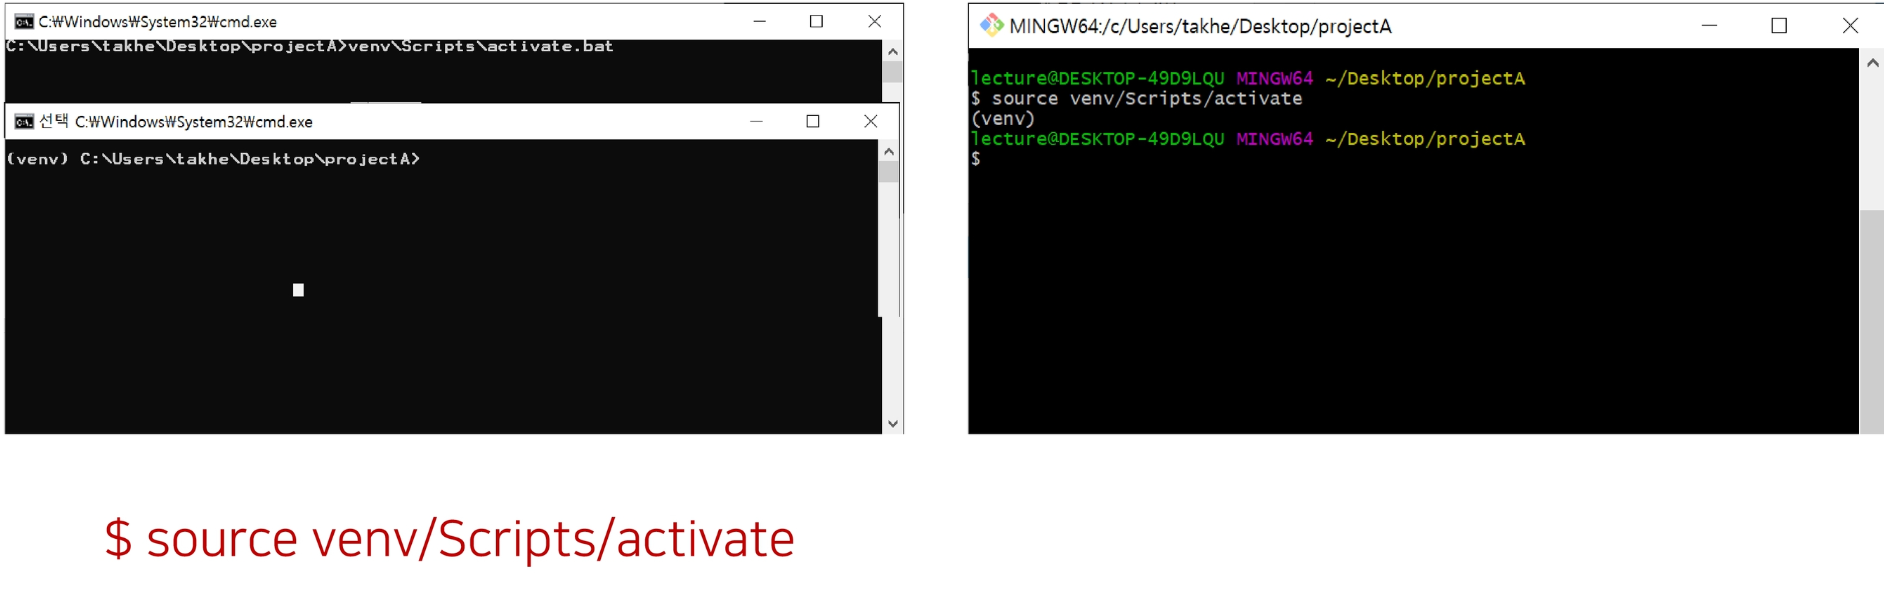 C:₩Windows₩System32₩cmd.exe
C:\Users\takhe\Desktop\projectA>venv\Scripts\activate.bat
선택 C:₩Windows₩System32₩cmd.exe
(venv) C:\Users\takhe\Desktop\projectA>
MINGW64:/c/Users/takhe/Desktop/projectA
lecture@DESKTOP-49D9LQU MINGW64 ~/Desktop/projectA
$ source venv/Scripts/activate
(venv)
lecture@DESKTOP-49D9LQU MINGW64 ~/Desktop/projectA
$
$ source venv/Scripts/activate